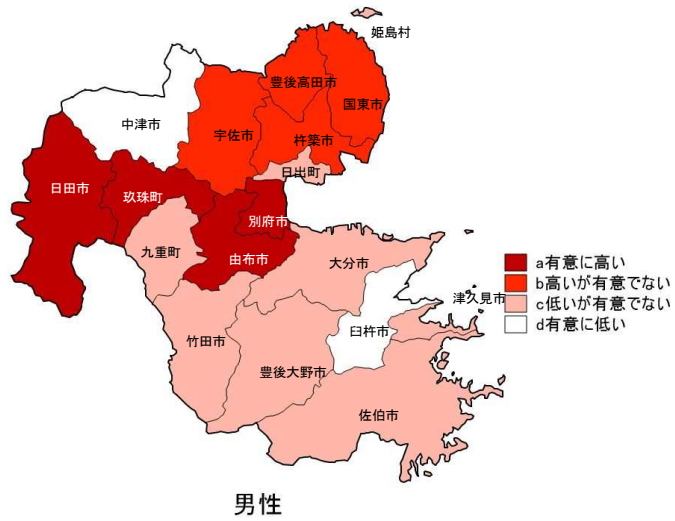 姫島村
豊後高田市
国東市
中津市
宇佐市
杵築市
日出町
日田市
玖珠町
別府市
九重町
由布市
大分市
a有意に高い
b高いが有意でない
c低いが有意でない
d有意に低い
津久見市
臼杵市
竹田市
豊後大野市
佐伯市
男性